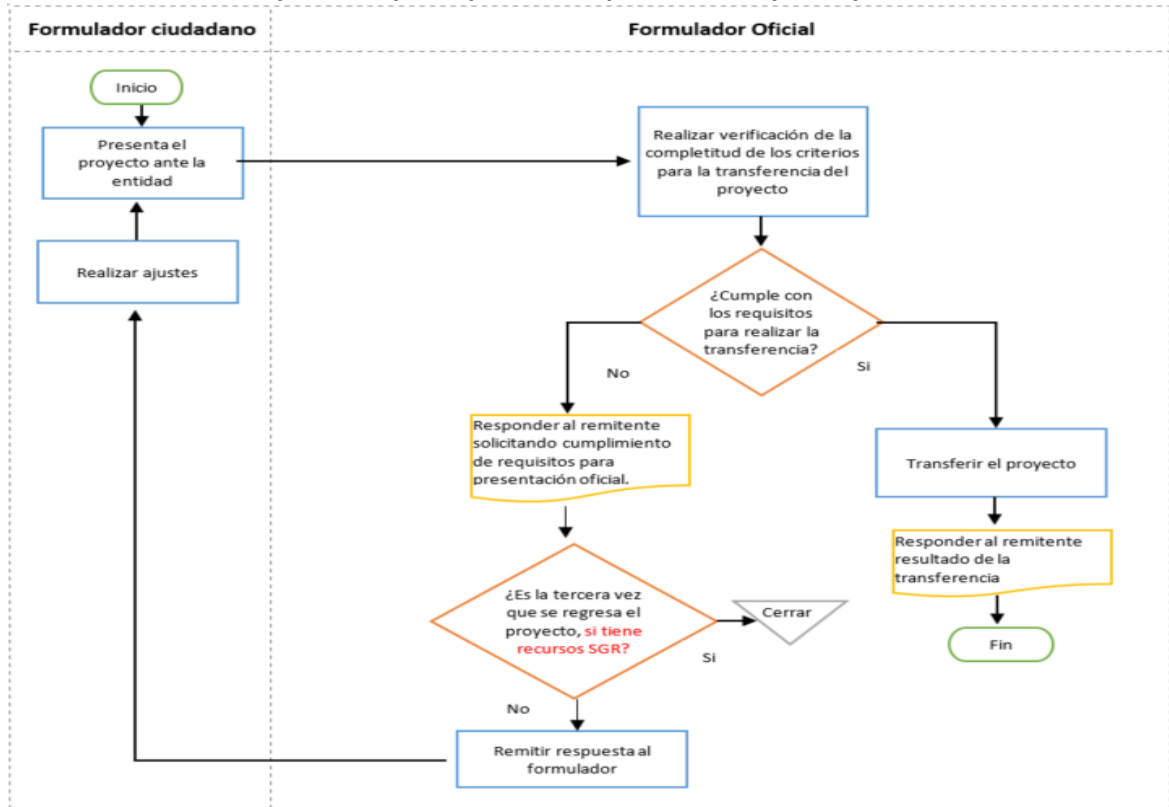 Formulador ciudadano
Formulador Oficial
Inicio
Presenta el
proyecto ante la
entidad
Realizar ajustes
Realizar verificación de la
completitud de los criterios
para la transferencia del
proyecto
¿Cumple con
los requisitos
para realizar la
transferencia?
No
Si
Responder al remitente
solicitando cumplimiento
de requisitos para
presentación oficial.
Transferir el proyecto
Responder al remitente
resultado de la
transferencia
Fin
¿Es la tercera vez
que se regresa el
proyecto, si tiene
recursos SGR?
Cerrar
Si
No
Remitir respuesta al
formulador